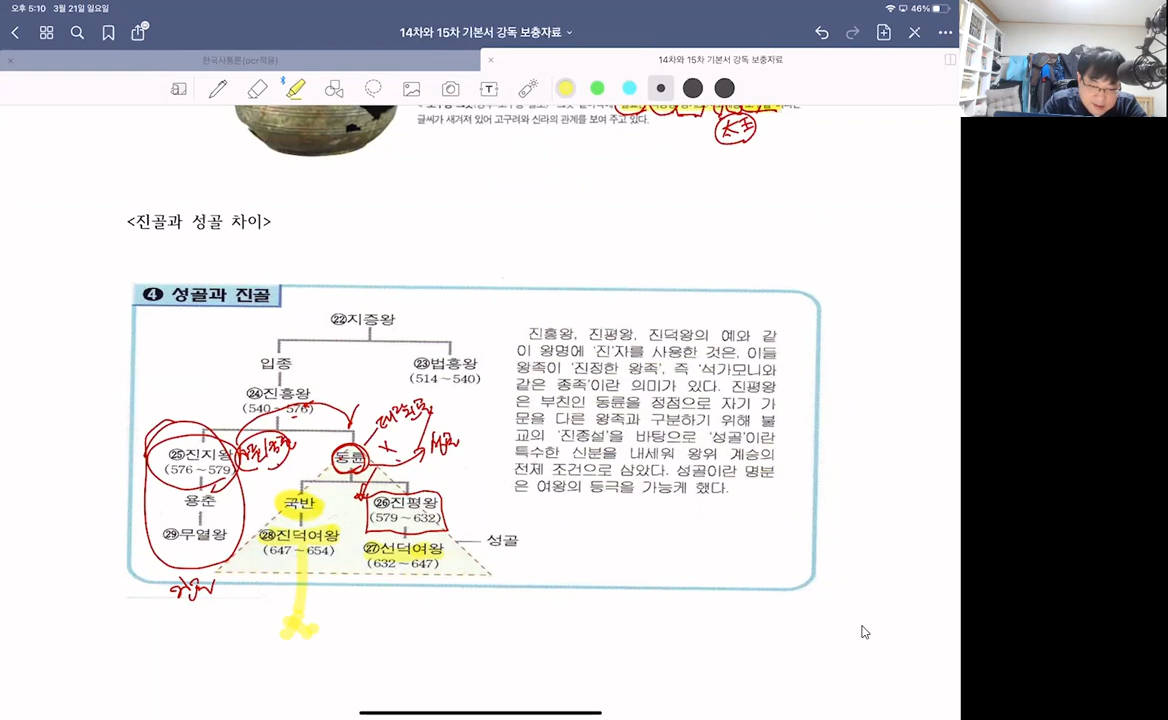 오후 5:10 3월 21일 일요일
46%
14차와 15차 기본서 강독 보충자료
한국사통론(ocr적용)
14차와 15차 기본서 강독 보충자료
글씨가 새겨져 있어 고구려와 신라의 관계를 보여 주고 있다.
太王
<진골과 성골 차이>
❹ 성골과 진골
㉒지증왕
입종
㉓법흥왕
(514～540)
㉔진흥왕
(540～576)
㉕진지왕
(576～579)
동륜
용춘
국반
㉖진평왕
(579～632)
㉙무열왕
㉘진덕여왕
(647～654)
㉗선덕여왕
(632～647)
성골
진흥왕, 진평왕, 진덕왕의 예와 같
이 왕명에 '진'자를 사용한 것은, 이들
왕족이 '진정한 왕족', 즉 '석가모니와
같은 종족'이란 의미가 있다. 진평왕
은 부친인 동륜을 정점으로 자기 가
문을 다른 왕족과 구분하기 위해 불
교의 '진종설'을 바탕으로 '성골'이란
특수한 신분을 내세워 왕위 계승의
전제 조건으로 삼았다. 성골이란 명분
은 여왕의 등극을 가능케 했다.